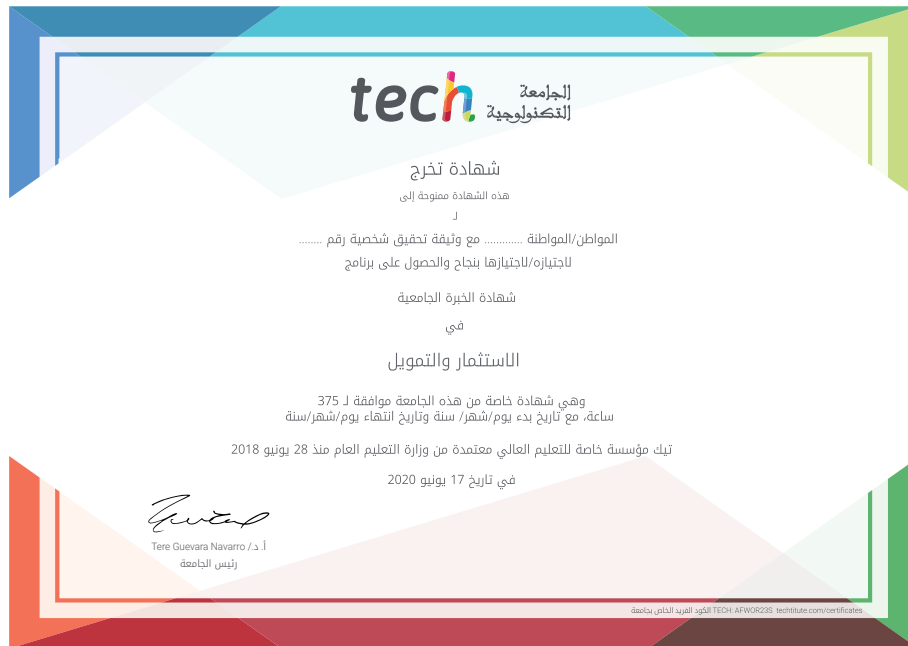 tech الجامعة
التكنولوجية
شهادة تخرج
هذه الشهادة ممنوحة إلى
لـ
المواطن/المواطنة ............. مع وثيقة تحقيق شخصية رقم ........
لاجتيازه/لاجتيازها بنجاح والحصول على برنامج
شهادة الخبرة الجامعية
في
الاستثمار والتمويل
وهي شهادة خاصة من هذه الجامعة موافقة لـ 375
ساعة، مع تاريخ بدء يوم/شهر/ سنة وتاريخ انتهاء يوم/شهر/سنة
تيك مؤسسة خاصة للتعليم العالي معتمدة من وزارة التعليم العام منذ 28 يونيو 2018
في تاريخ 17 يونيو 2020
أ. د./ Tere Guevara Navarro
رئيس الجامعة
الكود الفريد الخاص بجامعة TECH: AFWOR23S techtitute.com/certificates